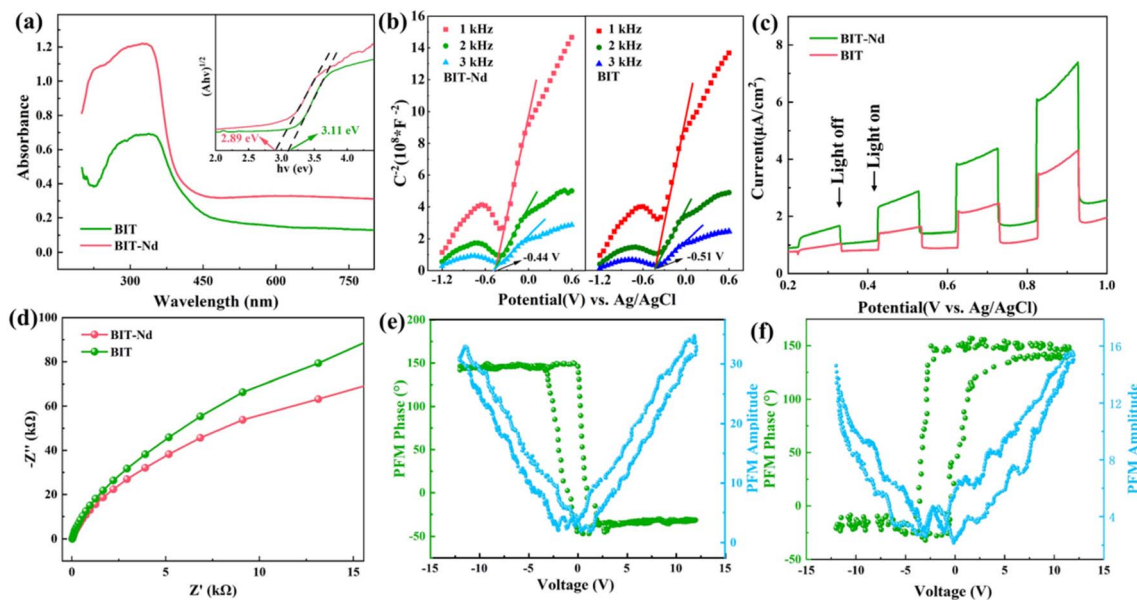 (a)
1.2
1.0
0.8
0.6
0.4
0.2
0.0
Absorbance
300
450
600
750
Wavelength (nm)
BIT
BIT-Nd
(Ahv)1/2
2.89 eV
3.11 eV
2.0 2.5 3.0 3.5 4.0
hv (ev)
(b)
16
14
12
10
8
6
4
2
0
C-2(10^8*F -2)
1 kHz
2 kHz
3 kHz
BIT-Nd
-0.44 V
1 kHz
2 kHz
3 kHz
BIT
-0.51 V
-1.2 -0.6 0.0 0.6 -1.2 -0.6 0.0 0.6
Potential(V) vs. Ag/AgCl
(c)
8
6
4
2
0
Current(μA/cm²)
BIT-Nd
BIT
Light off
Light on
0.2 0.4 0.6 0.8 1.0
Potential(V vs. Ag/AgCl)
(d)
100
80
60
40
20
0
-Z'' (kΩ)
BIT-Nd
BIT
0 5 10 15
Z' (kΩ)
(e)
200
150
100
50
0
-50
PFM Phase (°)
30
20
10
0
PFM Amplitude
-15 -10 -5 0 5 10 15
Voltage (V)
(f)
200
150
100
50
0
-50
PFM Phase (°)
16
12
8
4
PFM Amplitude
-15 -10 -5 0 5 10 15
Voltage (V)